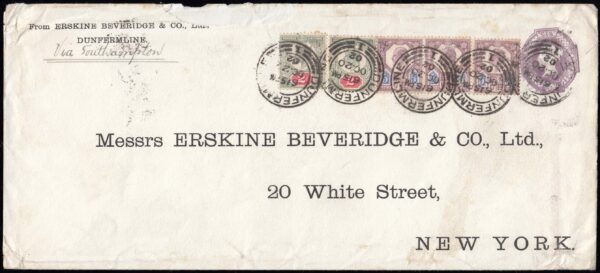 From ERSKINE BEVERIDGE & CO., Ltd.
DUNFERMLINE.
Via Southampton
DUNFERMLINE
Messrs ERSKINE BEVERIDGE & CO., Ltd.,
20 White Street,
NEW YORK.